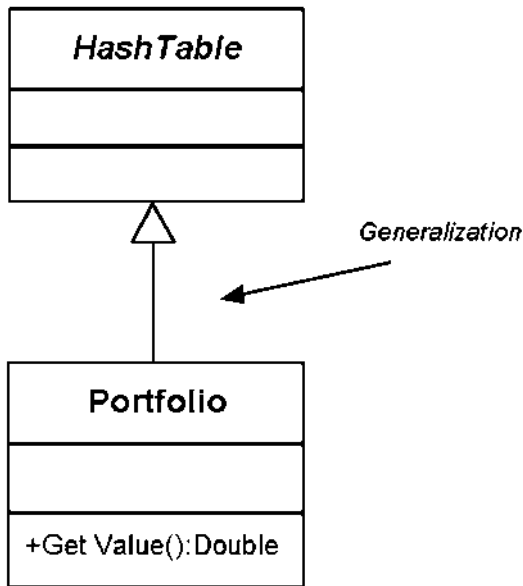 HashTable
Generalization
Portfolio
+Get Value():Double